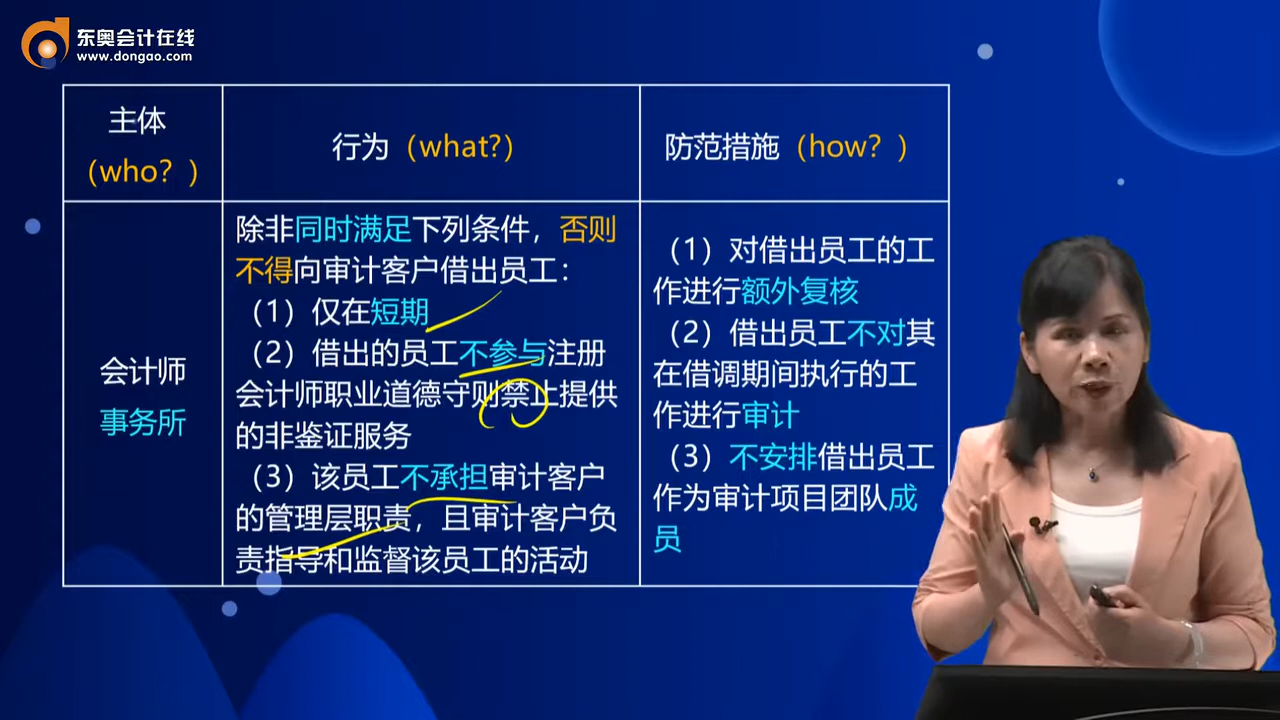 东奥会计在线
www.dongao.com
主体
（who？）
行为（what?）
防范措施（how？）
会计师
事务所
除非同时满足下列条件，否则
不得向审计客户借出员工：
（1）仅在短期
（2）借出的员工不参与注册
会计师职业道德守则禁止提供
的非鉴证服务
（3）该员工不承担审计客户
的管理层职责，且审计客户负
责指导和监督该员工的活动
（1）对借出员工的工
作进行额外复核
（2）借出员工不对其
在借调期间执行的工
作进行审计
（3）不安排借出员工
作为审计项目团队成
员